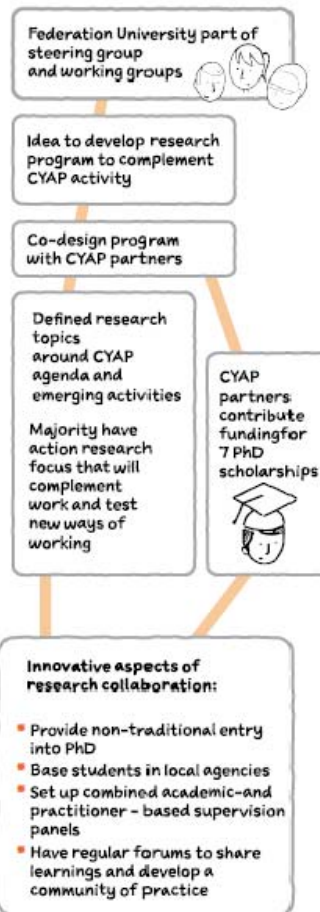 Federation University part of
steering group
and working groups
Idea to develop research
program to complement
CYAP activity
Co-design program
with CYAP partners
Defined research
topics
around CYAP
agenda and
emerging activities
Majority have
action research
focus that will
complement
work and test
new ways of
working
CYAP
partners
contribute
fundingfor
7 PhD
scholarships
Innovative aspects of
research collaboration:
Provide non-traditional entry
into PhD
Base students in local agencies
Set up combined academic-and
practitioner - based supervision
panels
Have regular forums to share
learnings and develop a
community of practice